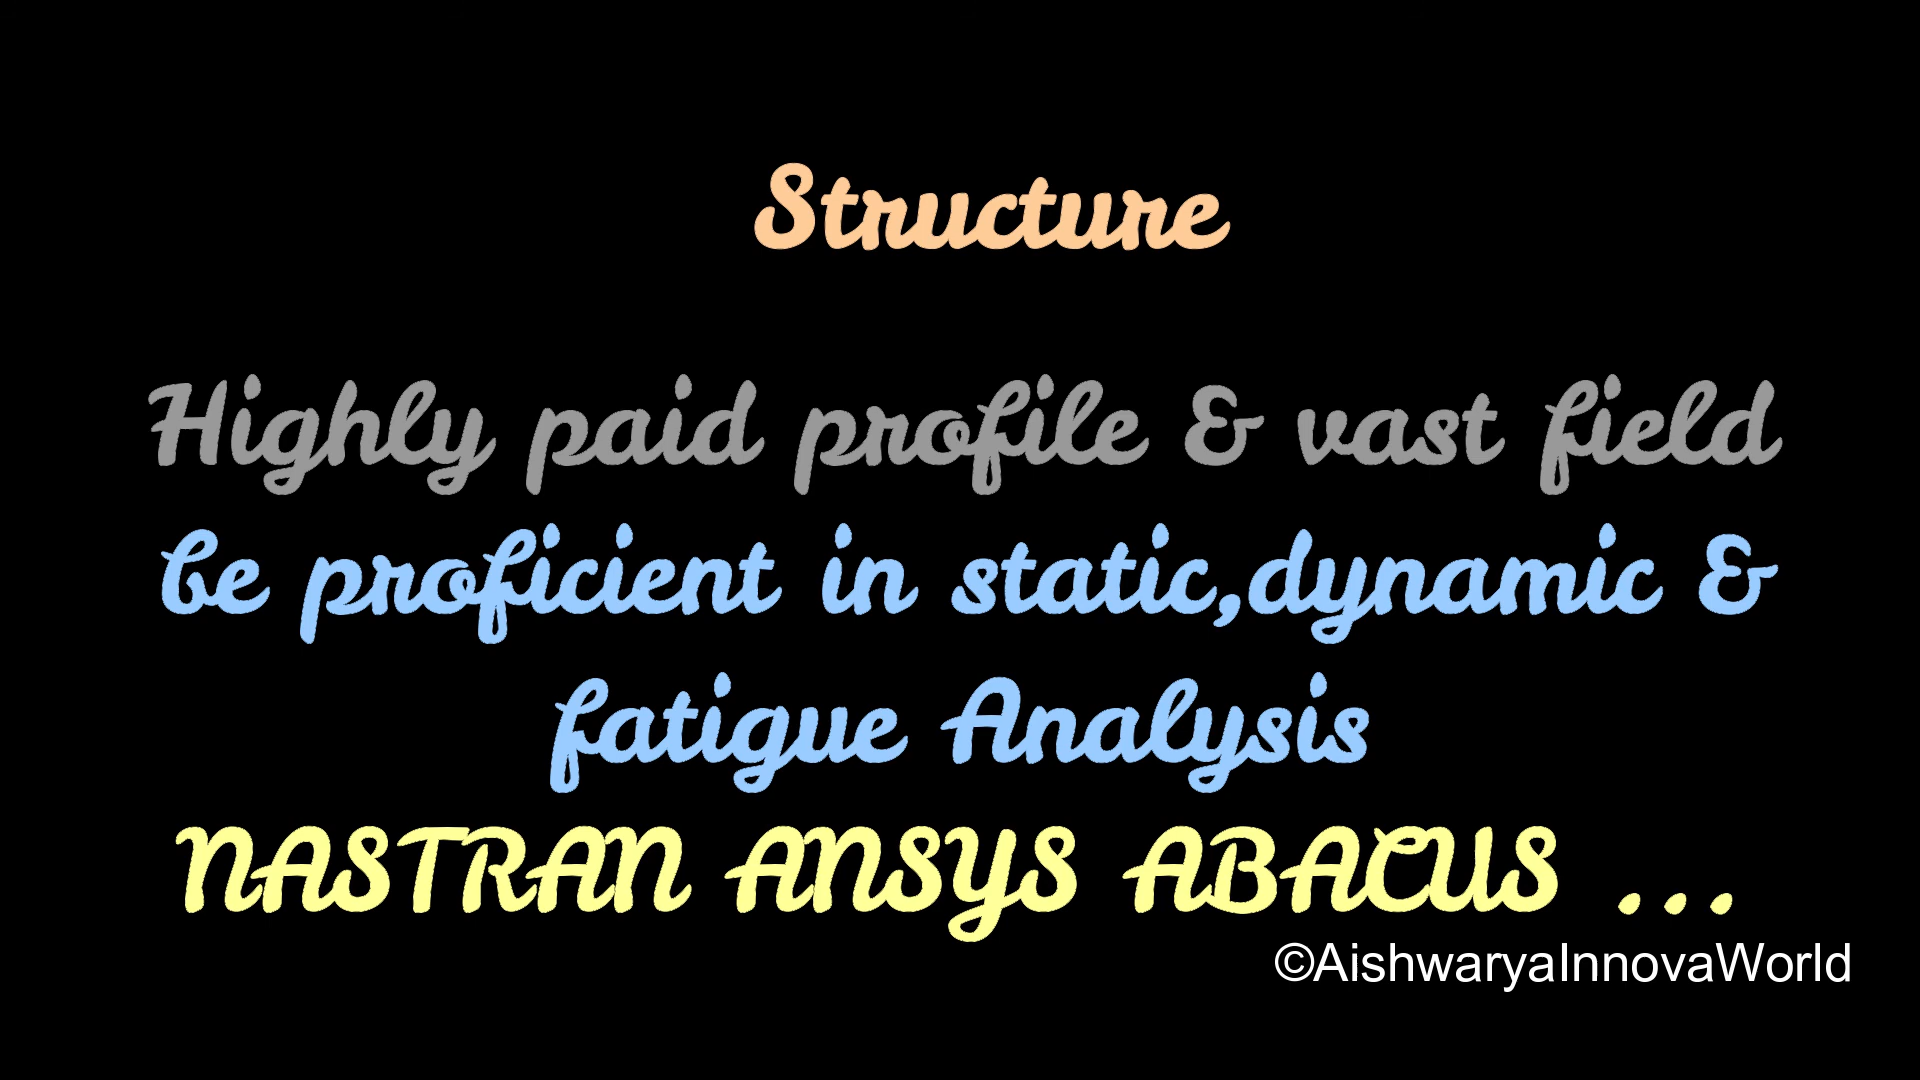 Structure
Highly paid profile & vast field
be proficient in static,dynamic &
fatigue Analysis
NASTRAN ANSYS ABACUS ...
©AishwaryaInnovaWorld